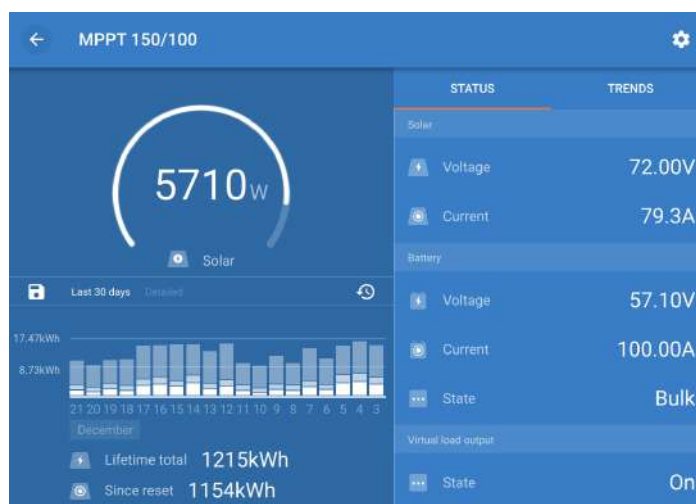 MPPT 150/100
5710W
Solar
Last 30 days Detailed
17.47kWh
8.73kWh
21 20 19 18 17 16 15 14 13 12 11 10 9 8 7 6 5 4 3
December
Lifetime total 1215kWh
Since reset 1154kWh
STATUS TRENDS
Solar
Voltage 72.00V
Current 79.3A
Battery
Voltage 57.10V
Current 100.00A
State Bulk
Virtual load output
State On